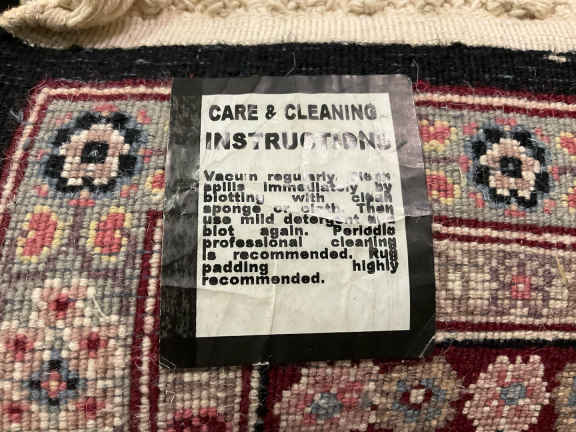 CARE & CLEANING
INSTRUCTIONS
Vacuum regularly. Clean
spills immediately by
blotting with clean
sponge or cloth. Then
use mild detergent and
blot again. Periodic
professional cleaning
is recommended. Rug
padding highly
recommended.